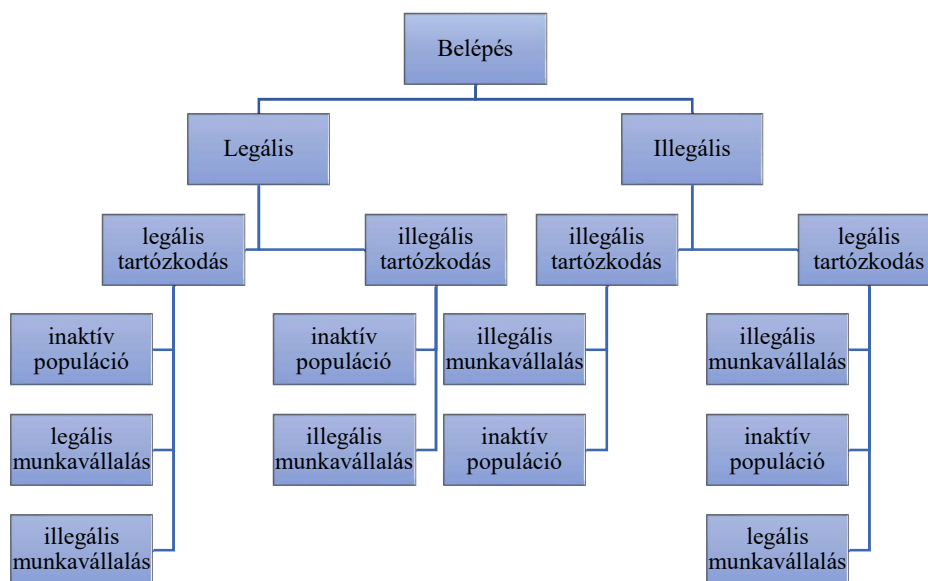 Belépés
Legális
Illegális
legális
tartózkodás
illegális
tartózkodás
illegális
tartózkodás
legális
tartózkodás
inaktív
populáció
legális
munkavállalás
illegális
munkavállalás
inaktív
populáció
illegális
munkavállalás
illegális
munkavállalás
inaktív
populáció
illegális
munkavállalás
inaktív
populáció
legális
munkavállalás